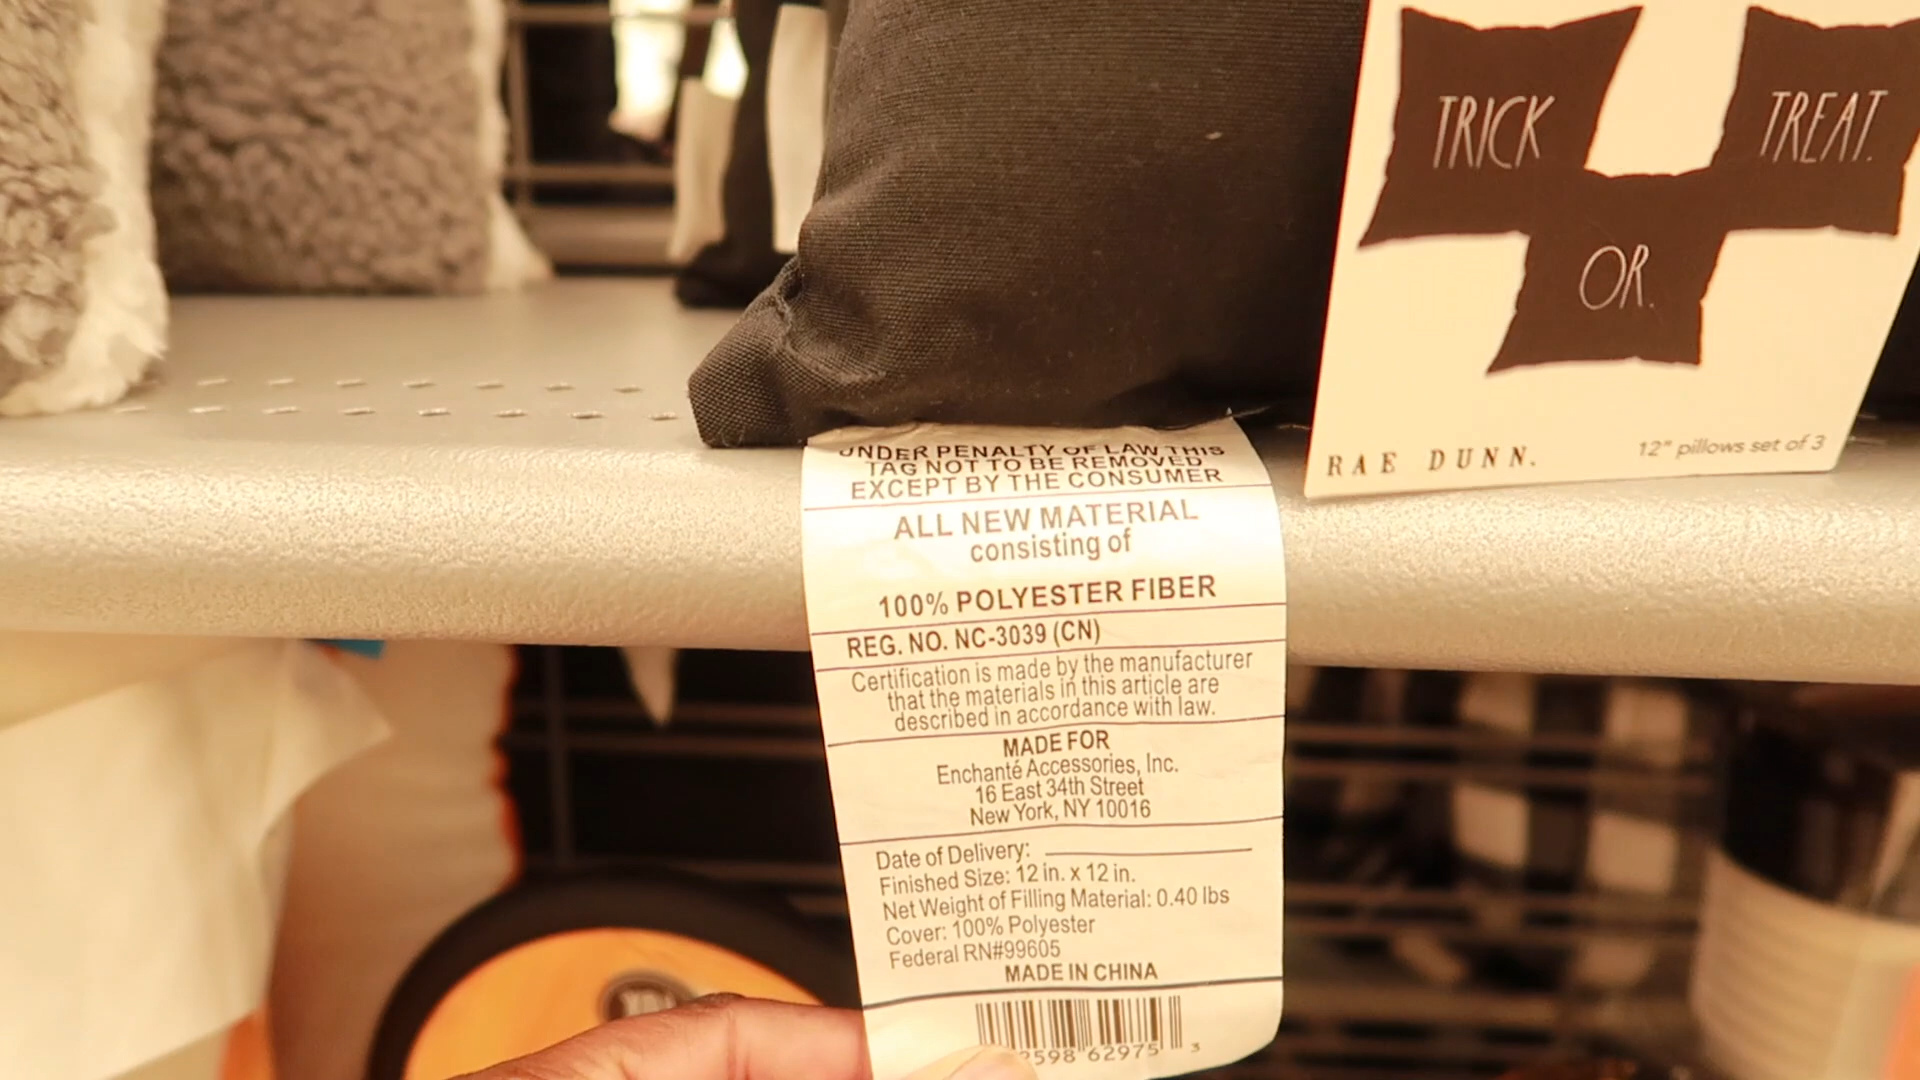 TRICK
TREAT.
OR.
RAE DUNN.
12" pillows set of 3
UNDER PENALTY OF LAW THIS
TAG NOT TO BE REMOVED
EXCEPT BY THE CONSUMER
ALL NEW MATERIAL
consisting of
100% POLYESTER FIBER
REG. NO. NC-3039 (CN)
Certification is made by the manufacturer
that the materials in this article are
described in accordance with law.
MADE FOR
Enchanté Accessories, Inc.
16 East 34th Street
New York, NY 10016
Date of Delivery:
Finished Size: 12 in. x 12 in.
Net Weight of Filling Material: 0.40 lbs
Cover: 100% Polyester
Federal RN#99605
MADE IN CHINA
2598 62975 3